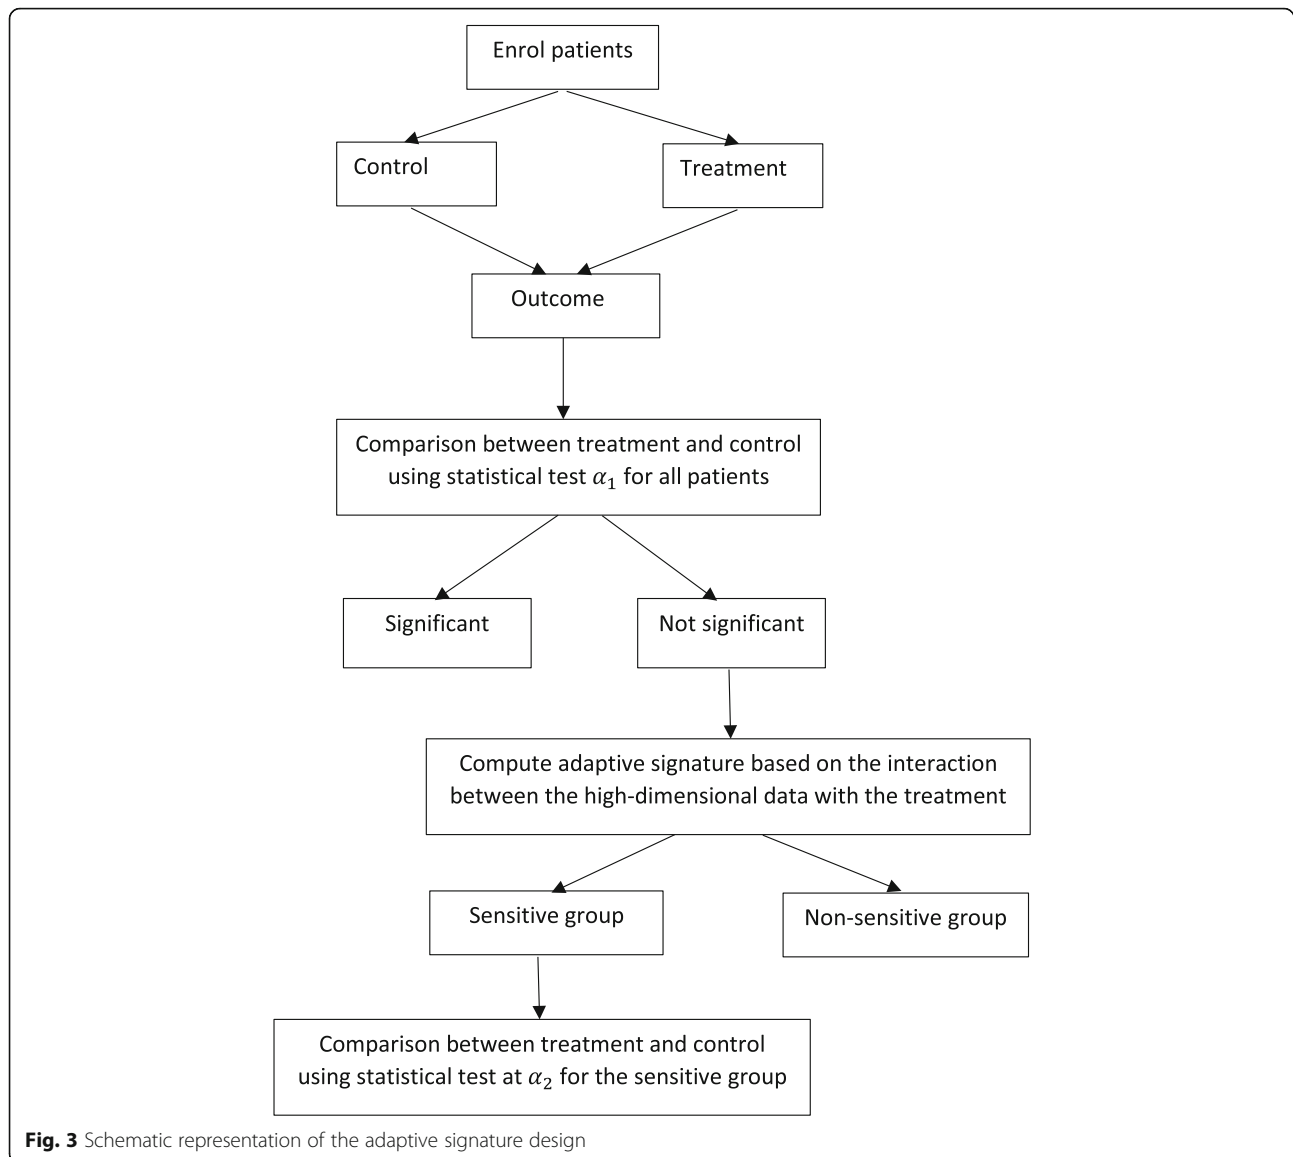 Enrol patients
Control
Treatment
Outcome
Comparison between treatment and control
using statistical test α₁ for all patients
Significant
Not significant
Compute adaptive signature based on the interaction
between the high-dimensional data with the treatment
Sensitive group
Non-sensitive group
Comparison between treatment and control
using statistical test at α₂ for the sensitive group
Fig. 3 Schematic representation of the adaptive signature design